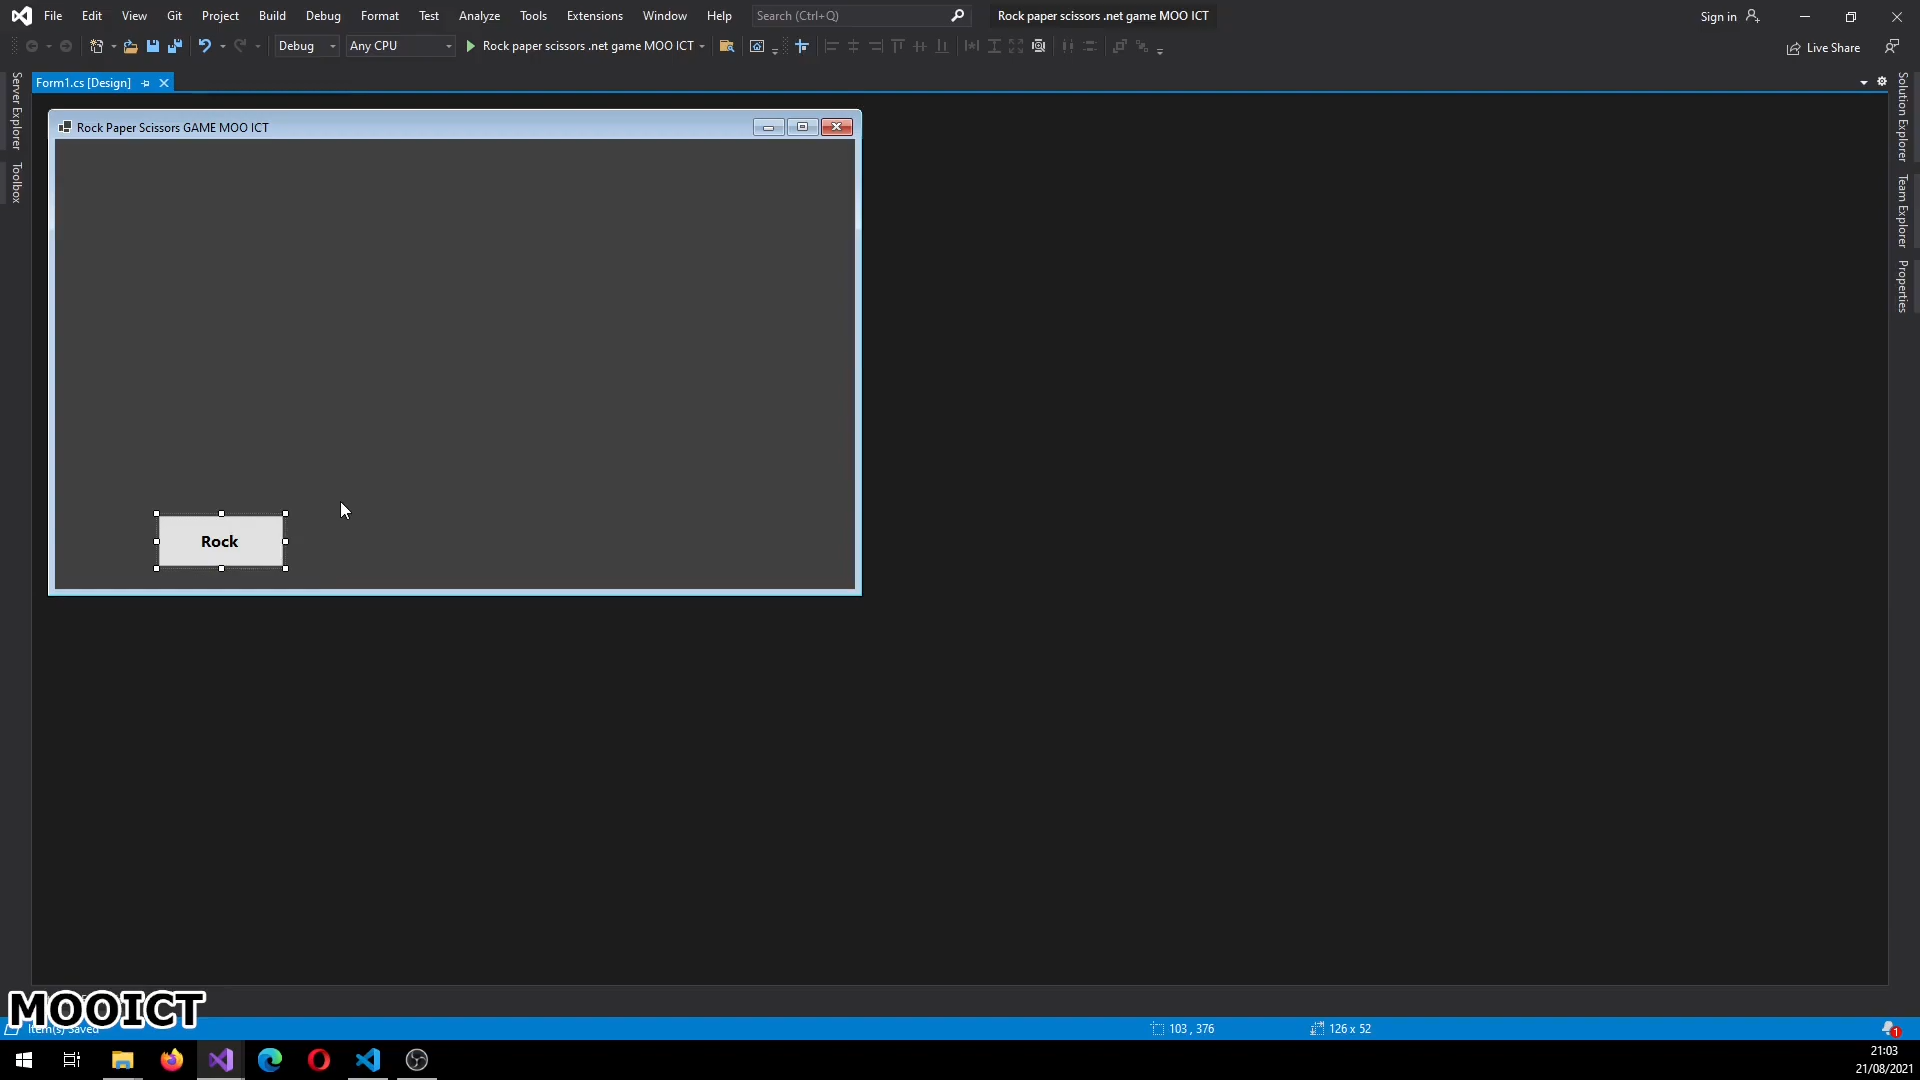 File Edit View Git Project Build Debug Format Test Analyze Tools Extensions Window Help Search (Ctrl+Q) Rock paper scissors .net game MOO ICT Sign in
Debug Any CPU Rock paper scissors .net game MOO ICT Live Share
Form1.cs [Design]
Server Explorer
Toolbox
Solution Explorer
Team Explorer
Properties
Rock Paper Scissors GAME MOO ICT
Rock
MOOICT
Item(s) Saved 103 , 376 126 x 52 1
21:03
21/08/2021